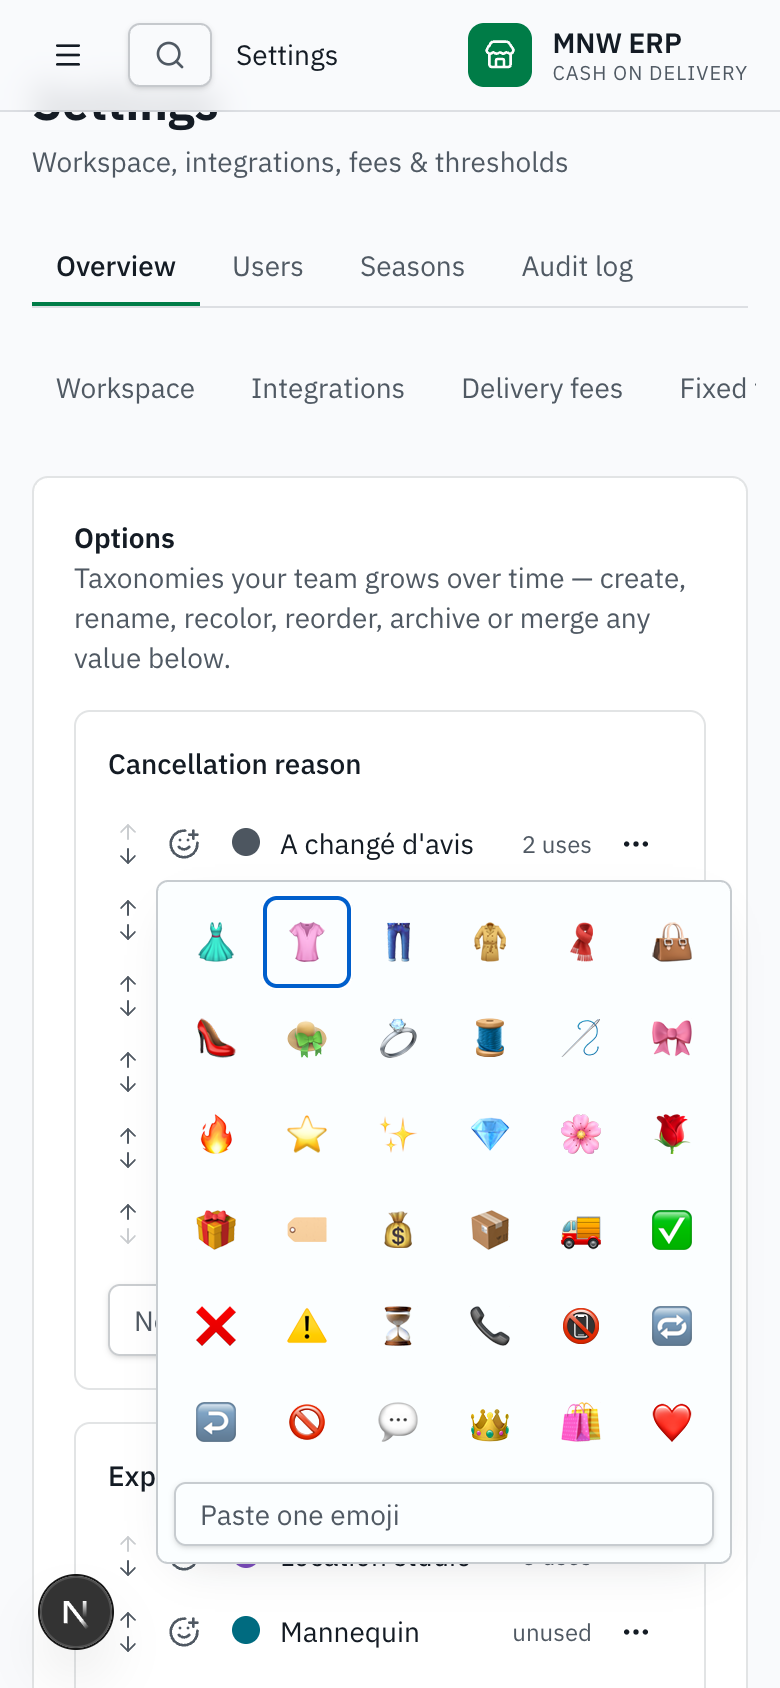 Settings
MNW ERP
CASH ON DELIVERY
Settings
Workspace, integrations, fees & thresholds
Overview
Users
Seasons
Audit log
Workspace
Integrations
Delivery fees
Fixed
Options
Taxonomies your team grows over time — create,
rename, recolor, reorder, archive or merge any
value below.
Cancellation reason
A changé d'avis
2 uses
Exp
Paste one emoji
N
Mannequin
unused